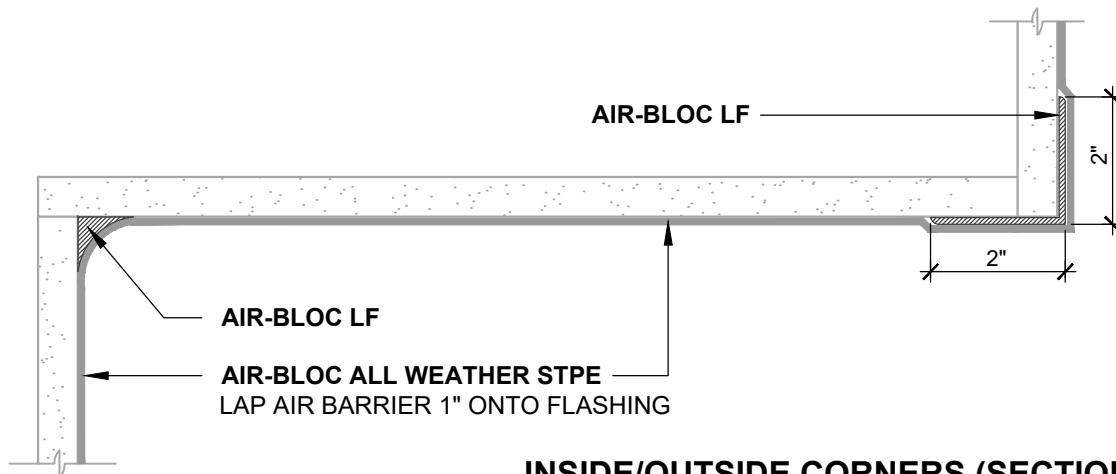 AIR-BLOC LF
2"
2"
AIR-BLOC LF
AIR-BLOC ALL WEATHER STPE
LAP AIR BARRIER 1" ONTO FLASHING
INSIDE/OUTSIDE CORNERS (SECTION